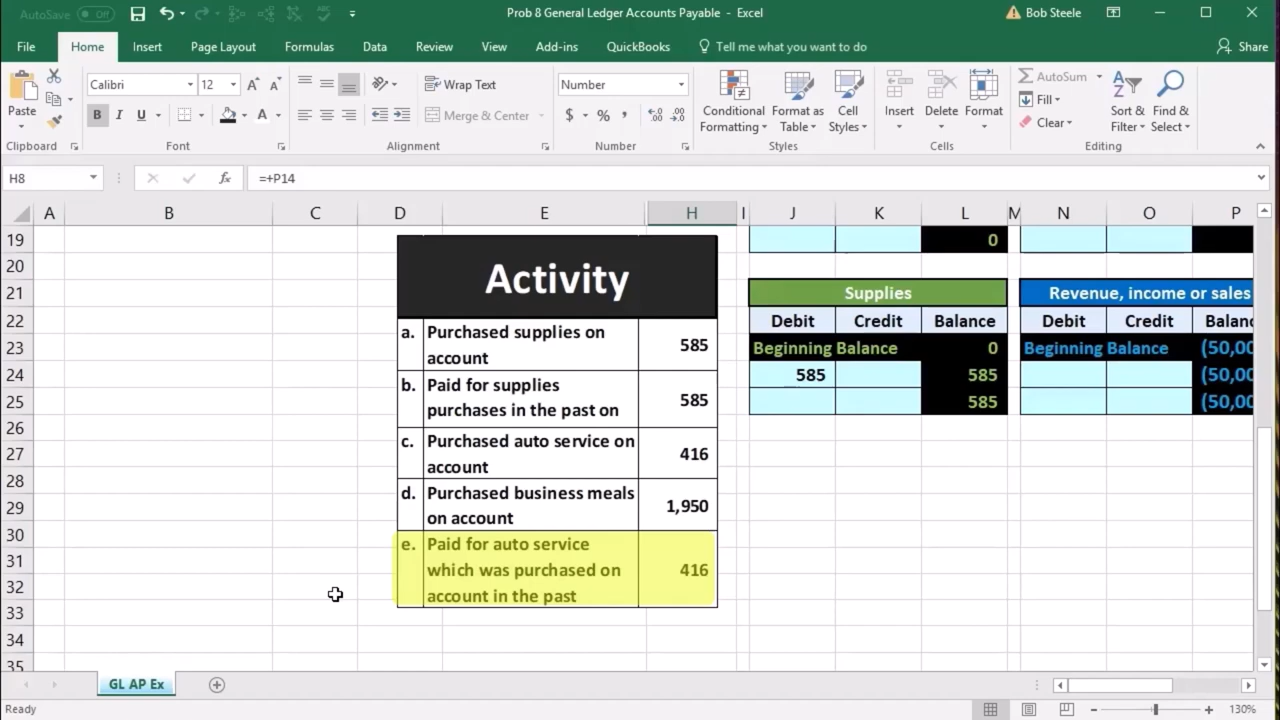 AutoSave Off
Prob 8 General Ledger Accounts Payable - Excel
Bob Steele
File Home Insert Page Layout Formulas Data Review View Add-ins QuickBooks Tell me what you want to do Share
Paste
Calibri 12
B I U
Wrap Text
Merge & Center
Number
$ % ,
Conditional Formatting
Format as Table
Cell Styles
Insert Delete Format
AutoSum
Fill
Clear
Sort & Filter
Find & Select
Clipboard Font Alignment Number Styles Cells Editing
H8 fx =+P14
A B C D E H I J K L M N O P
19 0
20
21 Supplies Revenue, income or sales
22 Debit Credit Balance Debit Credit Balanc
23 Beginning Balance 0 Beginning Balance (50,00
24 585 585 (50,00
25 585 (50,00
26
27
28
29
30
31
32
33
34
35
Activity
a. Purchased supplies on
account 585
b. Paid for supplies
purchases in the past on 585
c. Purchased auto service on
account 416
d. Purchased business meals
on account 1,950
e. Paid for auto service
which was purchased on 416
account in the past
GL AP Ex
Ready
130%